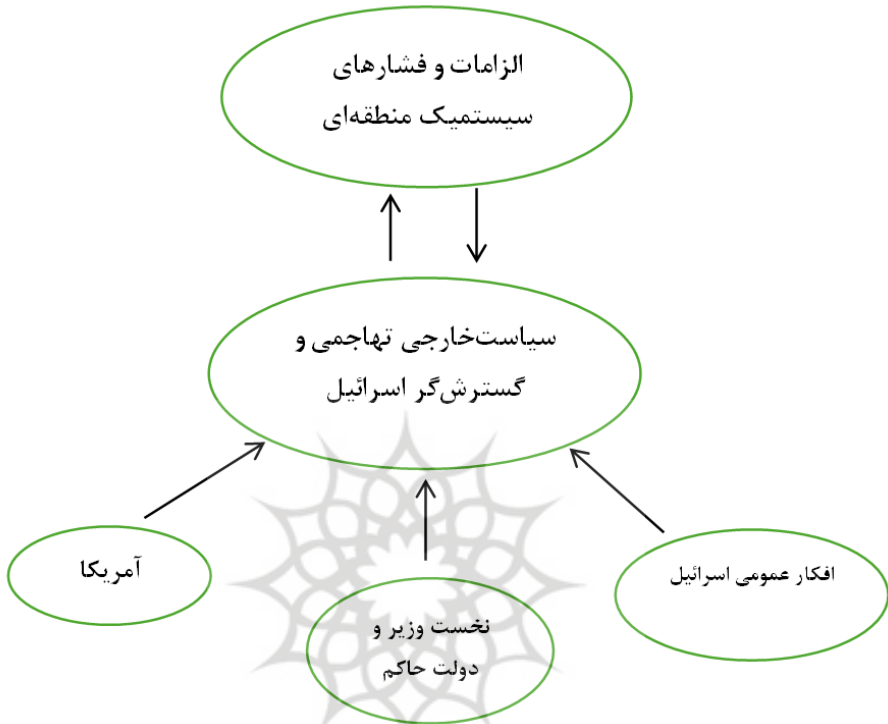 الزامات و فشارهای
سیستمیک منطقه‌ای
سیاست‌خارجی تهاجمی و
گسترش‌گر اسرائیل
افکار عمومی اسرائیل
نخست وزیر و
دولت حاکم
آمریکا